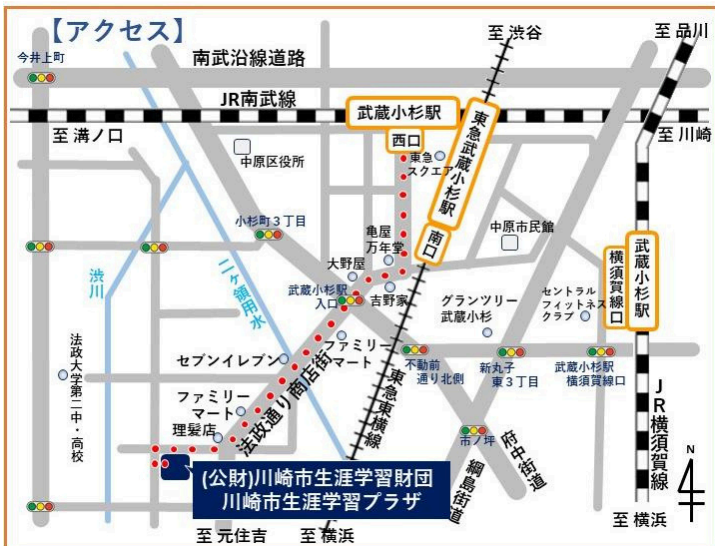 【アクセス】
至 渋谷
至 品川
今井上町
南武沿線道路
JR南武線
武蔵小杉駅
西口
東急武蔵小杉駅
至 溝ノ口
至 川崎
東急
スクエア
中原区役所
小杉町3丁目
亀屋
万年堂
南口
中原市民館
武蔵小杉駅
横須賀線口
大野屋
渋川
二ヶ領用水
武蔵小杉駅
入口
吉野家
グランツリー
武蔵小杉
セントラル
フィットネス
クラブ
ファミリー
マート
セブンイレブン
不動前
通り北側
新丸子
東3丁目
武蔵小杉駅
横須賀線口
法政大学第二中・高校
法政通り商店街
東急東横線
JR横須賀線
ファミリー
マート
理髪店
市ノ坪
府中街道
綱島街道
N
(公財)川崎市生涯学習財団
川崎市生涯学習プラザ
至 元住吉
至 横浜
至 横浜